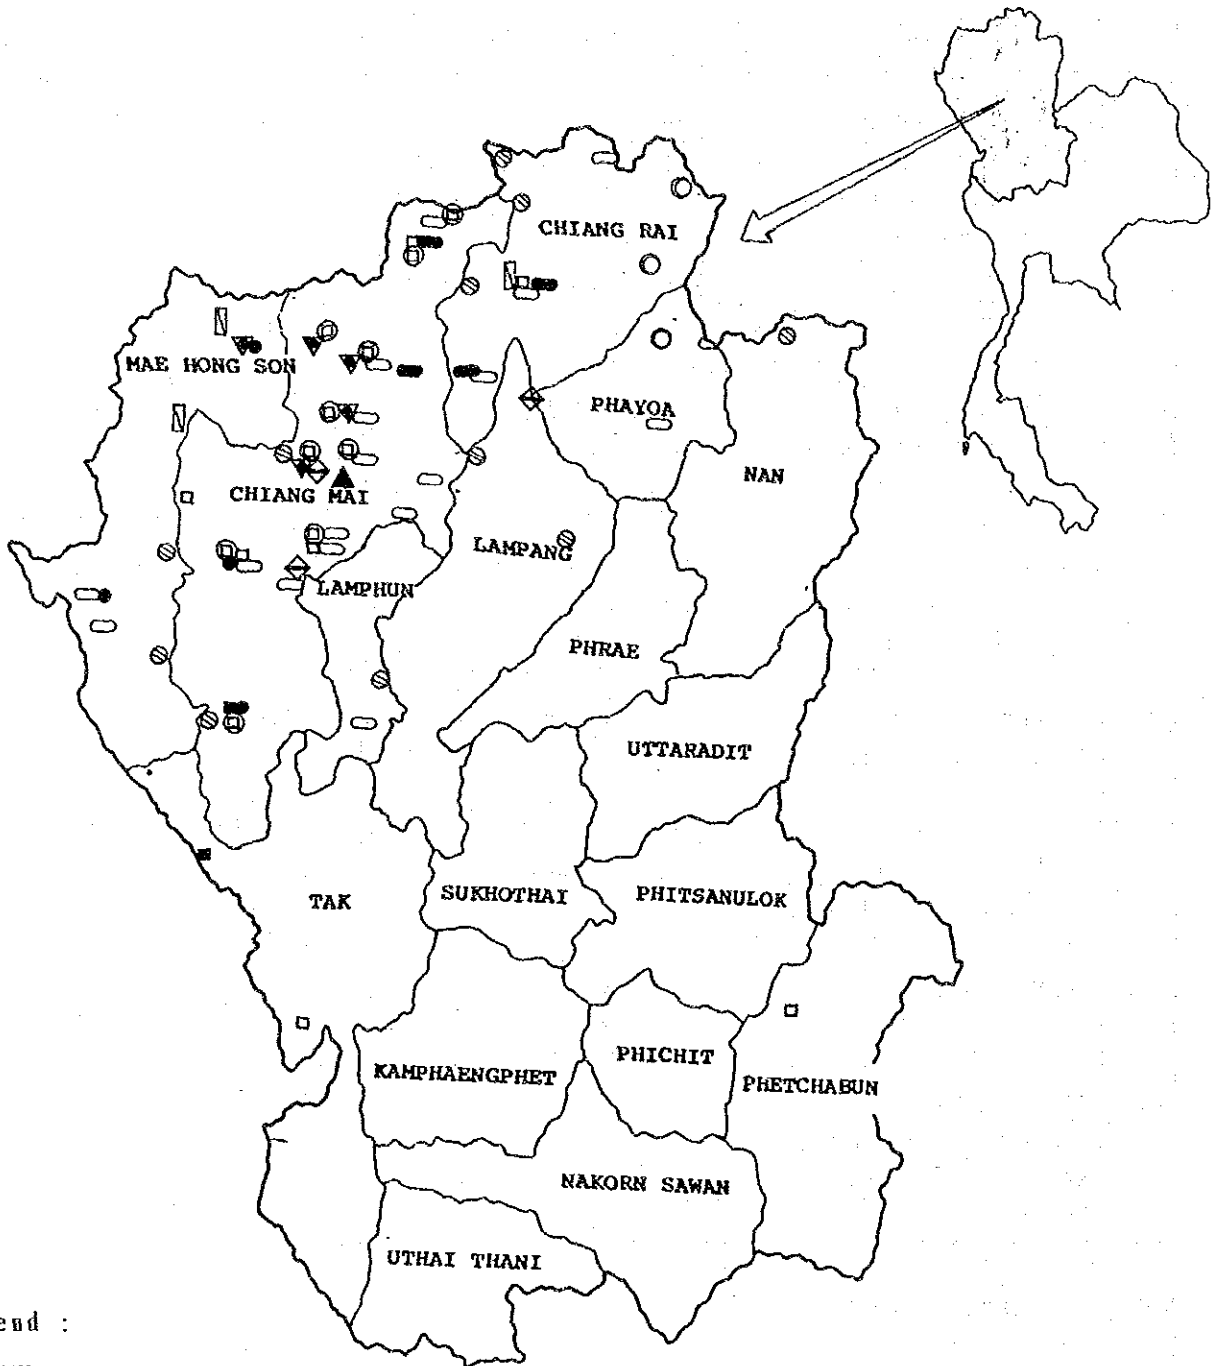 CHIANG RAI
MAE HONG SON
PHAYOA
NAN
CHIANG MAI
LAMPANG
LAMPHUN
PHRAE
UTTARADIT
TAK
SUKHOTHAI
PHITSANULOK
PHICHIT
KAMPHAENGPHET
PHETCHABUN
NAKORN SAWAN
UTHAI THANI
end :